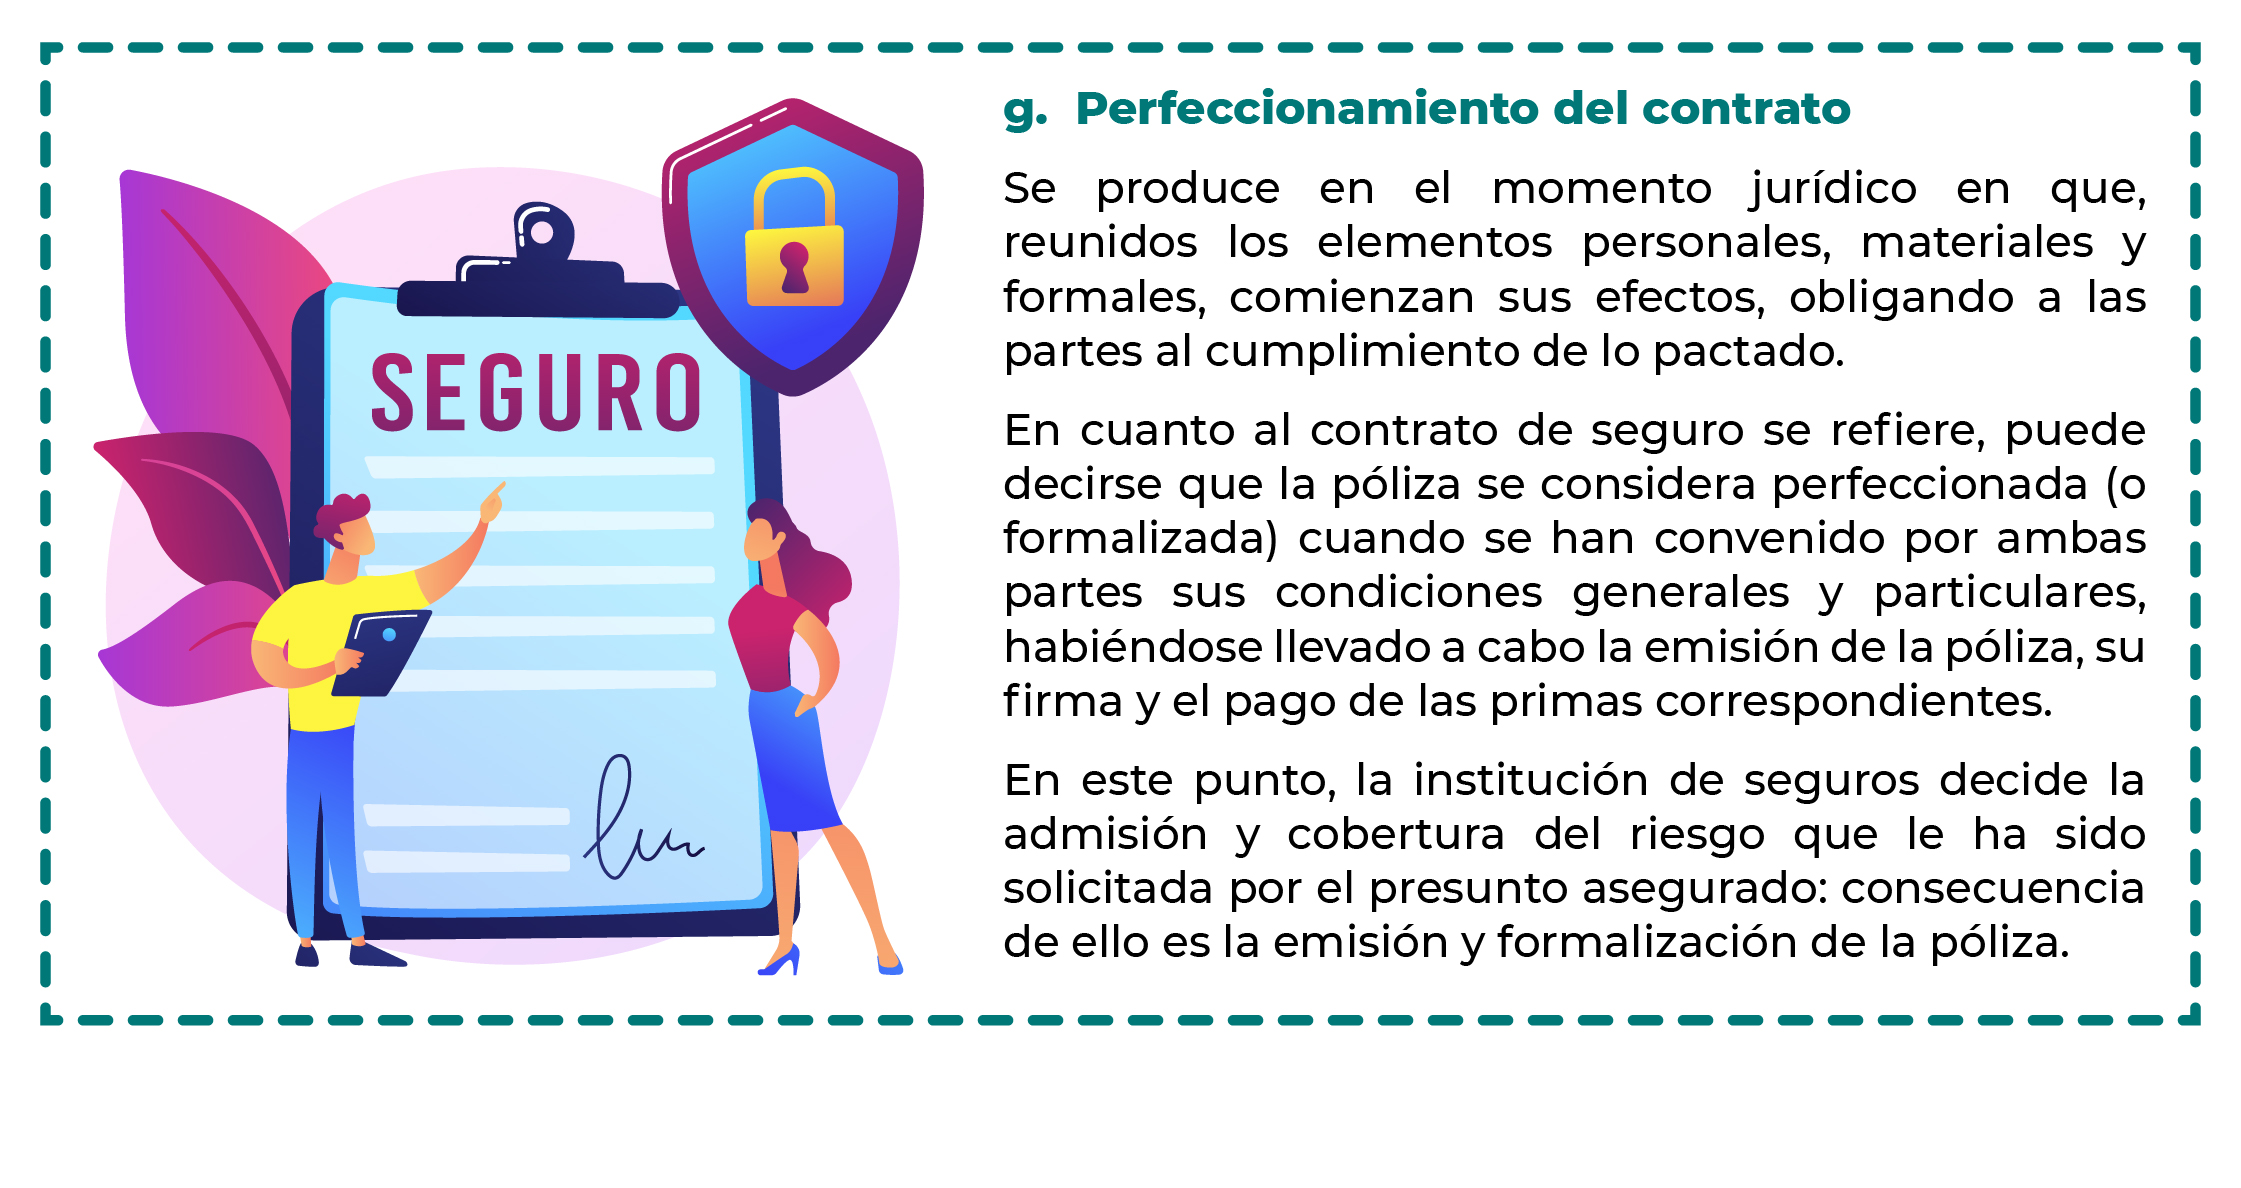 SEGURO
g. Perfeccionamiento del contrato
Se produce en el momento jurídico en que,
reunidos los elementos personales, materiales y
formales, comienzan sus efectos, obligando a las
partes al cumplimiento de lo pactado.
En cuanto al contrato de seguro se refiere, puede
decirse que la póliza se considera perfeccionada (o
formalizada) cuando se han convenido por ambas
partes sus condiciones generales y particulares,
habiéndose llevado a cabo la emisión de la póliza, su
firma y el pago de las primas correspondientes.
En este punto, la institución de seguros decide la
admisión y cobertura del riesgo que le ha sido
solicitada por el presunto asegurado: consecuencia
de ello es la emisión y formalización de la póliza.